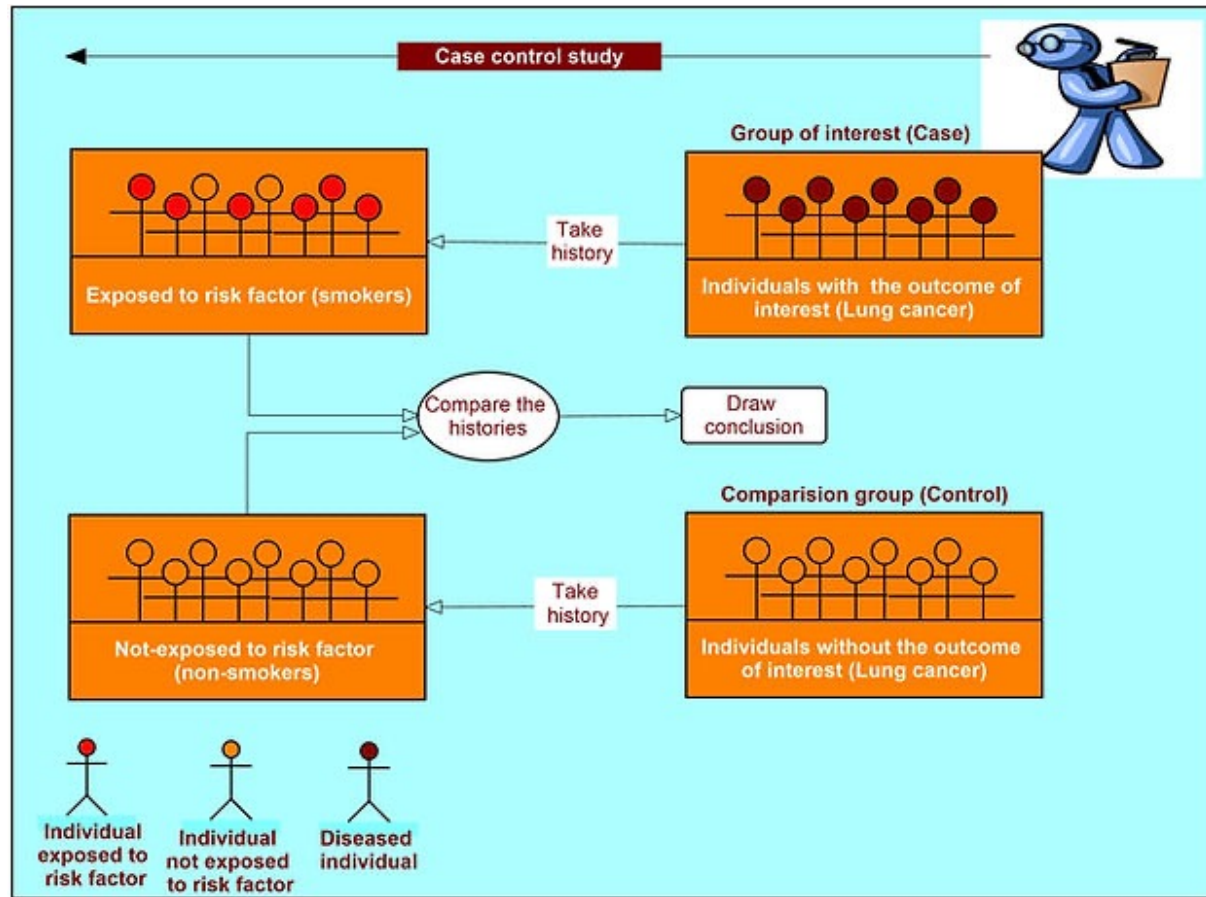 Case control study
Group of interest (Case)
Take
history
Exposed to risk factor (smokers)
Individuals with the outcome of
interest (Lung cancer)
Compare the
histories
Draw
conclusion
Comparision group (Control)
Take
history
Not-exposed to risk factor
(non-smokers)
Individuals without the outcome
of interest (Lung cancer)
Individual
exposed to
risk factor
Individual
not exposed
to risk factor
Diseased
individual